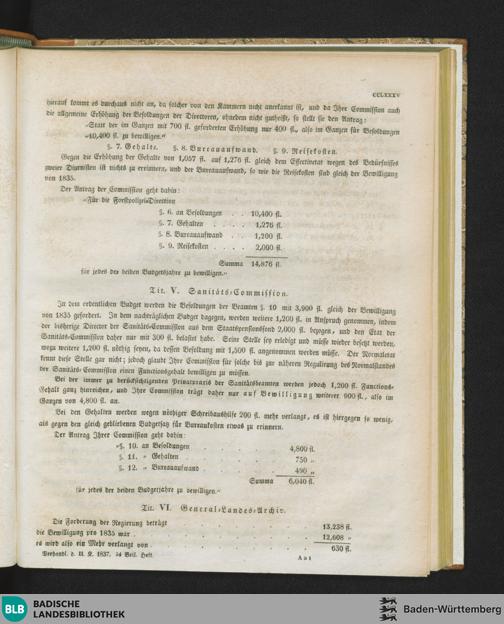 CCLXXXV
hierauf kommt es durchaus nicht an, da solcher von den Kammern nicht anerkannt ist, und da Ihre Commission auch
die allgemeine Erhöhung der Besoldungen der Directoren, ohnedem nicht gutheißt, so stellt sie den Antrag:
„Statt der im Ganzen mit 700 fl. geforderten Erhöhung nur 400 fl., also im Ganzen für Besoldungen
„10,400 fl. zu bewilligen.“
§. 7. Gehalte. §. 8. Bureauaufwand. §. 9. Reisekosten.
Gegen die Erhöhung der Gehalte von 1,057 fl. auf 1,276 fl. gleich dem Effectivetat wegen des Bedürfnisses
zweier Diurnisten ist nichts zu erinnern, und der Bureauaufwand, so wie die Reisekosten sind gleich der Bewilligung
von 1835.
Der Antrag der Commission geht dahin:
„Für die Forstpolizei-Direction
§. 6. an Besoldungen . . 10,400 fl.
§. 7. Gehalten . . . . 1,276 fl.
§. 8. Bureauaufwand . . 1,200 fl.
§. 9. Reisekosten . . . . 2,000 fl.
Summa 14,876 fl.
für jedes der beiden Budgetsjahre zu bewilligen.“
Tit. V. Sanitäts-Commission.
In dem ordentlichen Budget werden die Besoldungen der Beamten §. 10 mit 3,900 fl. gleich der Bewilligung
von 1835 gefordert. In dem nachträglichen Budget dagegen, werden weitere 1,200 fl. in Anspruch genommen, indem
der bisherige Director der Sanitäts-Commission aus dem Staatspensionsfond 2,000 fl. bezogen, und den Etat der
Sanitäts-Commission daher nur mit 300 fl. belastet habe. Seine Stelle sey erledigt und müsse wieder besetzt werden,
wozu weitere 1,200 fl. nöthig seyen, da dessen Besoldung mit 1,500 fl. angenommen werden müsse. Der Normaletat
kennt diese Stelle gar nicht; jedoch glaubt Ihre Commission für solche bis zur näheren Regulirung des Normalstandes
der Sanitäts-Commission einen Functionsgehalt bewilligen zu müssen.
Bei der immer zu berücksichtigenden Privatpraxis der Sanitätsbeamten werden jedoch 1,200 fl. Functions-
Gehalt ganz hinreichen, und Ihre Commission trägt daher nur auf Bewilligung weiterer 900 fl., also im
Ganzen von 4,800 fl. an.
Bei den Gehalten werden wegen nöthiger Schreibaushilfe 200 fl. mehr verlangt, es ist hiergegen so wenig,
als gegen den gleich gebliebenen Budgetsatz für Bureaukosten etwas zu erinnern.
Der Antrag Ihrer Commission geht dahin:
„§. 10. an Besoldungen . . . . 4,800 fl.
§. 11. „ Gehalten . . . . 750 „
§. 12. „ Bureauaufwand . . . . 490 „
Summa 6,040 fl.
für jedes der beiden Budgetsjahre zu bewilligen.“
Tit. VI. General-Landes-Archiv.
Die Forderung der Regierung beträgt . . . . 13,238 fl.
die Bewilligung pro 1835 war . . . . 12,608 „
es wird also ein Mehr verlangt von . . . . 630 fl.
Verhandl. d. II. K. 1837. 4s Beil. Heft.
BLB BADISCHE
LANDESBIBLIOTHEK
Baden-Württemberg